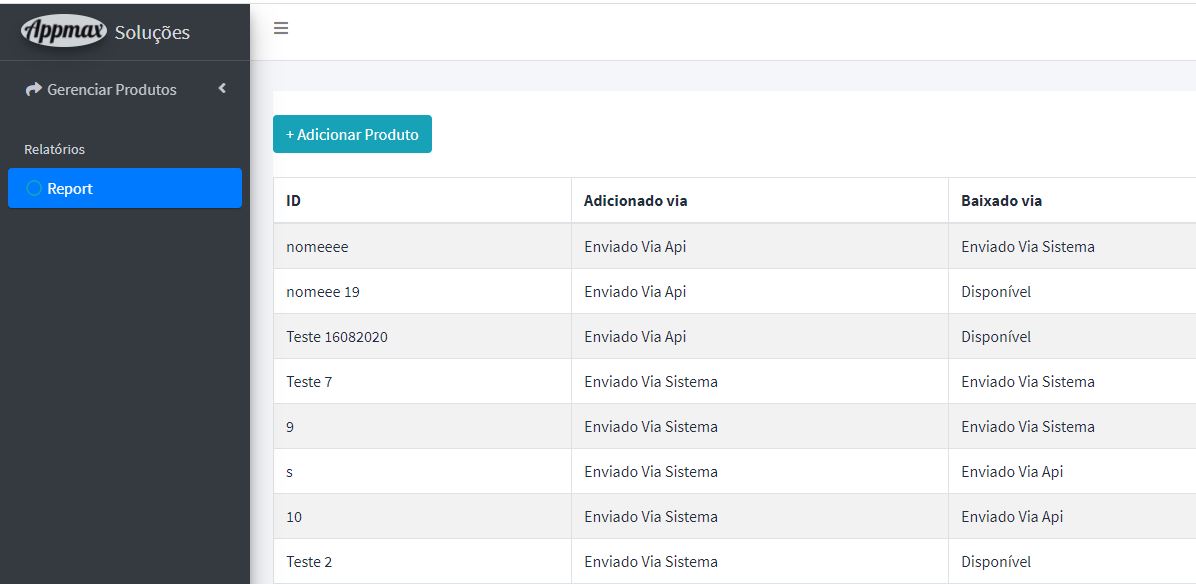 Appmax Soluções
Gerenciar Produtos
Relatórios
Report
+ Adicionar Produto
ID Adicionado via Baixado via
nomeeee Enviado Via Api Enviado Via Sistema
nomeee 19 Enviado Via Api Disponível
Teste 16082020 Enviado Via Api Disponível
Teste 7 Enviado Via Sistema Enviado Via Sistema
9 Enviado Via Sistema Enviado Via Sistema
s Enviado Via Sistema Enviado Via Api
10 Enviado Via Sistema Enviado Via Api
Teste 2 Enviado Via Sistema Disponível